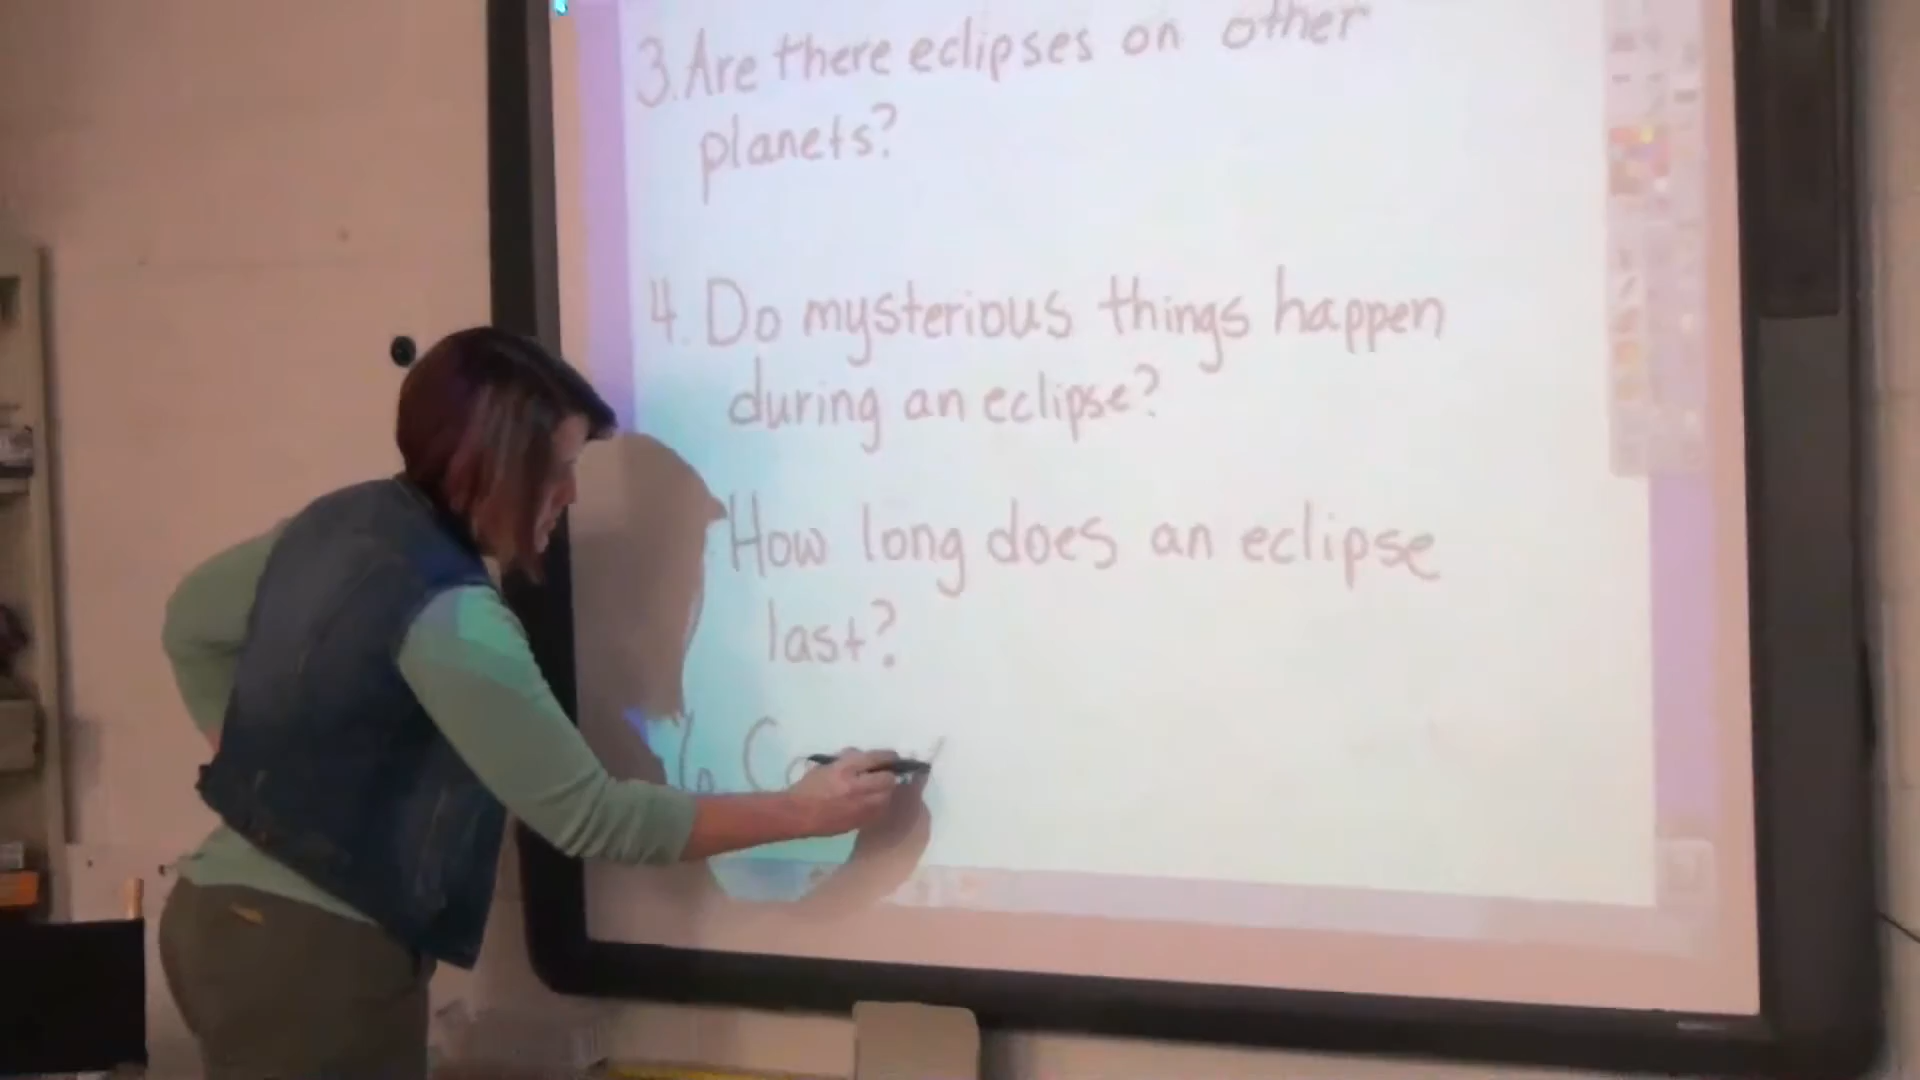 3. Are there eclipses on other
planets?
4. Do mysterious things happen
during an eclipse?
How long does an eclipse
last?
6.